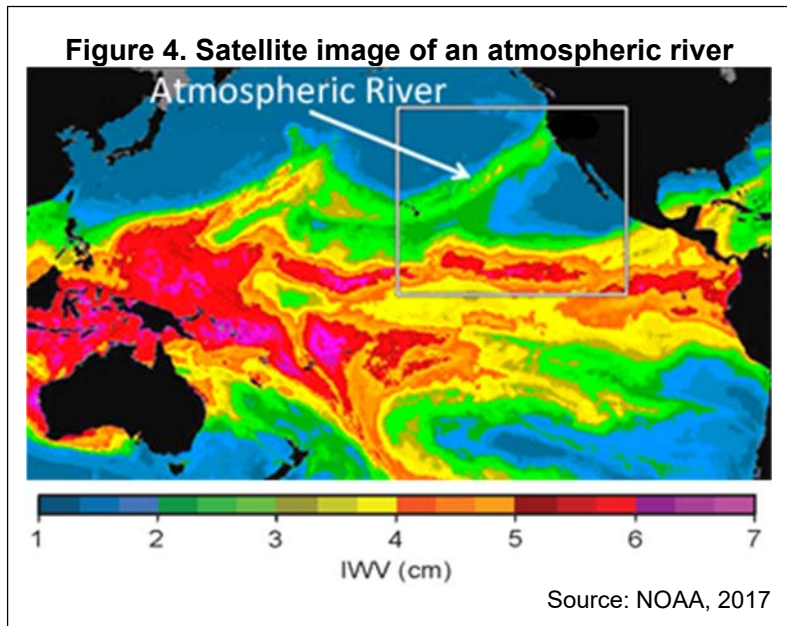 Figure 4. Satellite image of an atmospheric river
Atmospheric River
1 2 3 4 5 6 7
IWV (cm)
Source: NOAA, 2017